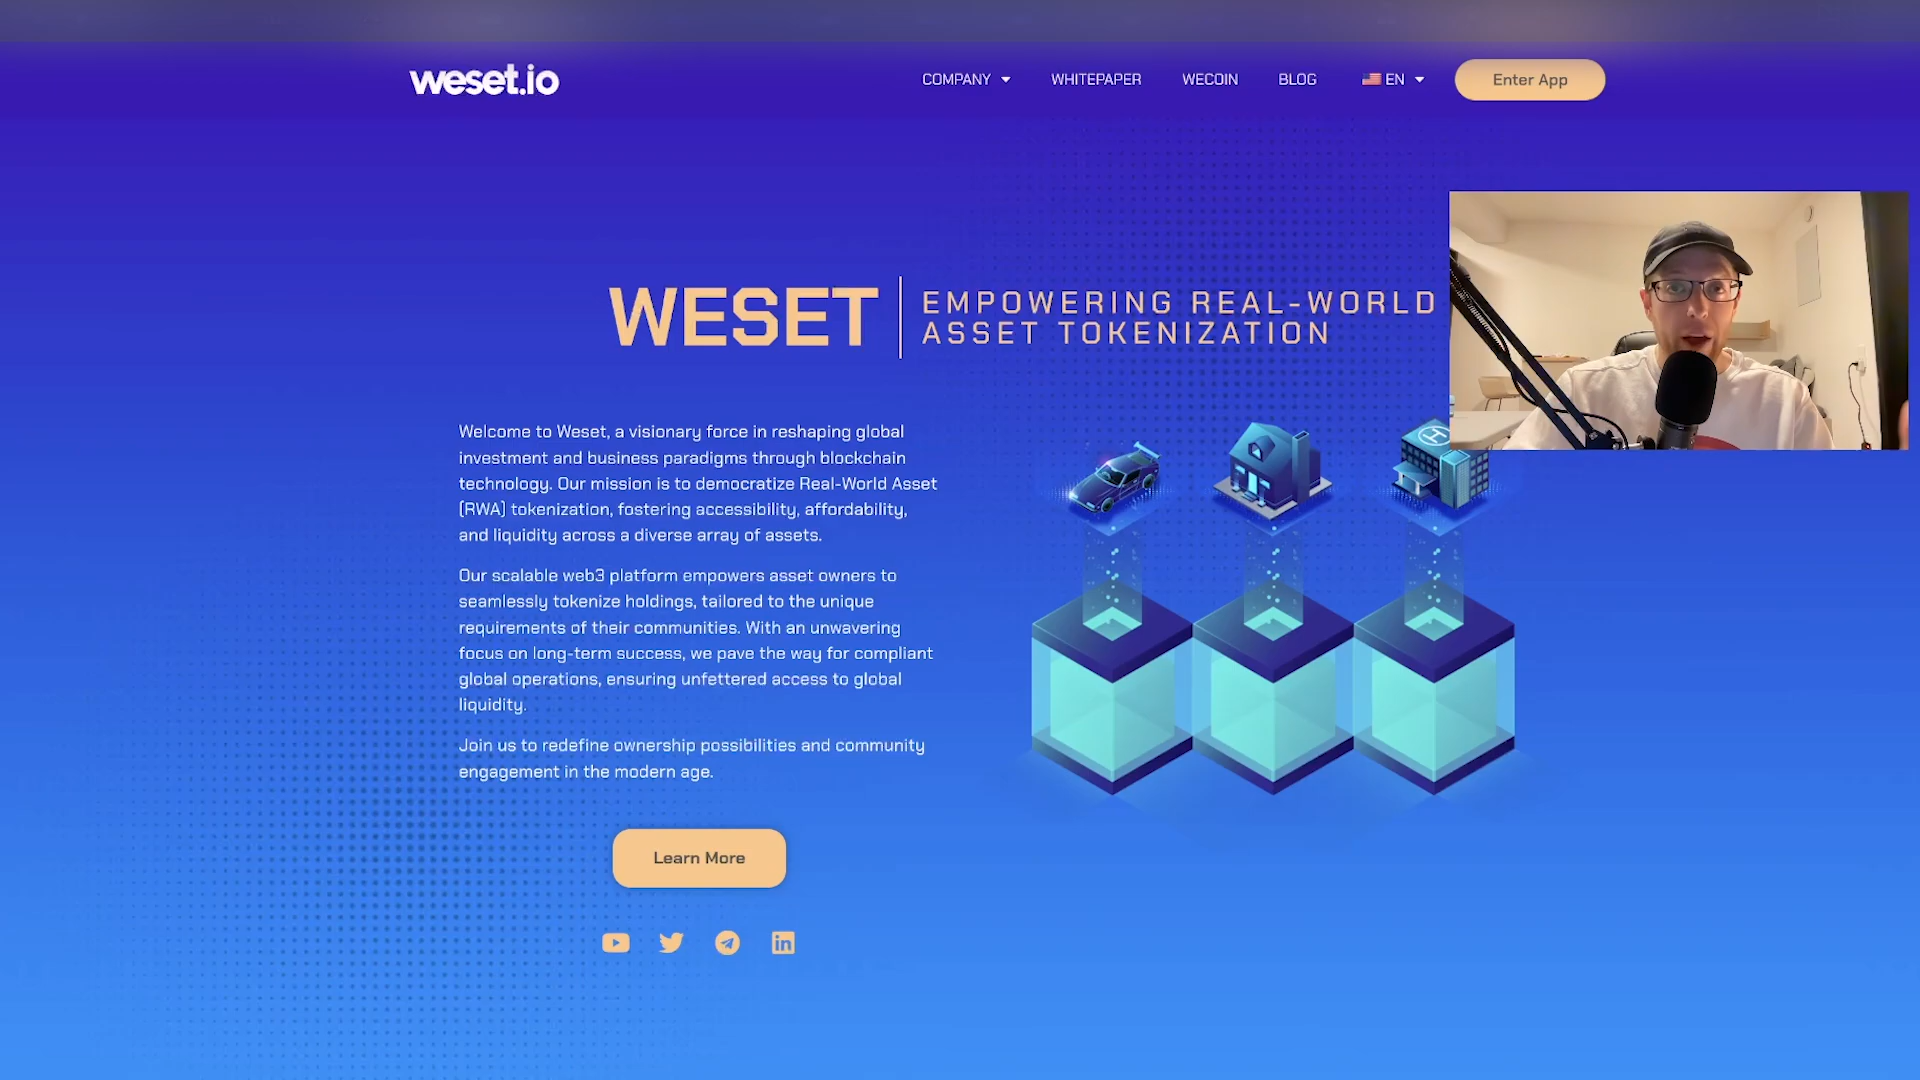 weset.io
COMPANY
WHITEPAPER
WECOIN
BLOG
EN
Enter App
WESET
EMPOWERING REAL-WORLD
ASSET TOKENIZATION
Welcome to Weset, a visionary force in reshaping global
investment and business paradigms through blockchain
technology. Our mission is to democratize Real-World Asset
(RWA) tokenization, fostering accessibility, affordability,
and liquidity across a diverse array of assets.
Our scalable web3 platform empowers asset owners to
seamlessly tokenize holdings, tailored to the unique
requirements of their communities. With an unwavering
focus on long-term success, we pave the way for compliant
global operations, ensuring unfettered access to global
liquidity.
Join us to redefine ownership possibilities and community
engagement in the modern age.
Learn More
in
H